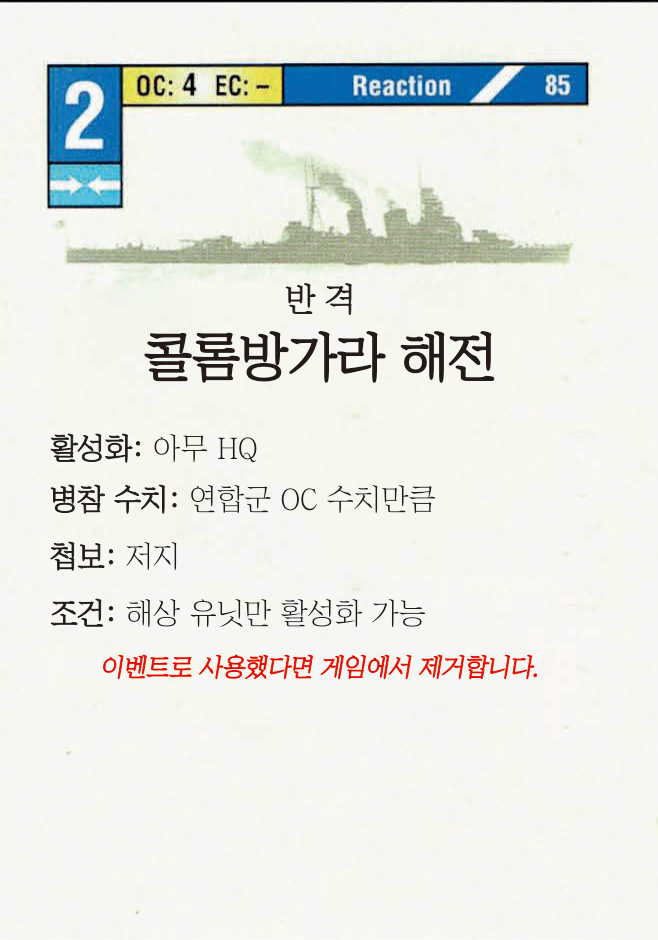 2 OC: 4 EC: – Reaction 85
반 격
콜롬방가라 해전
활성화: 아무 HQ
병참 수치: 연합군 OC 수치만큼
첩보: 저지
조건: 해상 유닛만 활성화 가능
이벤트로 사용했다면 게임에서 제거합니다.